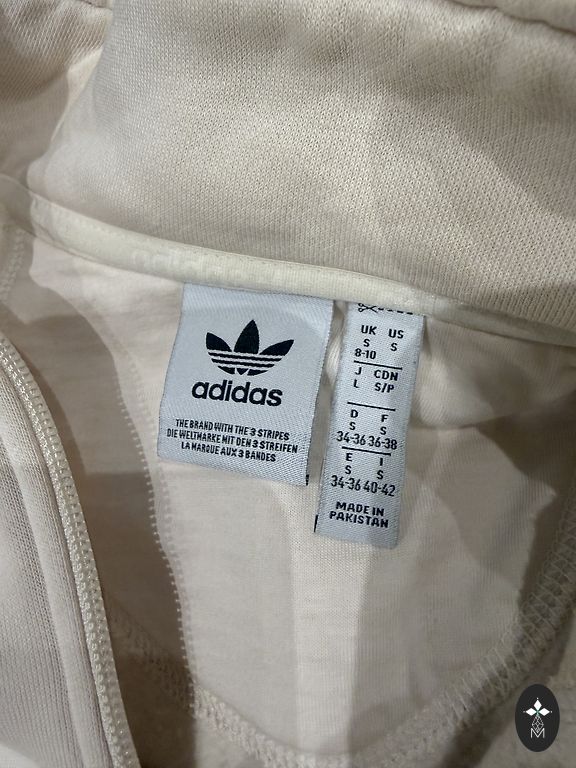 adidas
THE BRAND WITH THE 3 STRIPES
DIE WELTMARKE MIT DEN 3 STREIFEN
LA MARQUE AUX 3 BANDES
UK US
S S
8-10
J CDN
L S/P
D F
S S
34-36 36-38
E I
S S
34-36 40-42
MADE IN
PAKISTAN
M